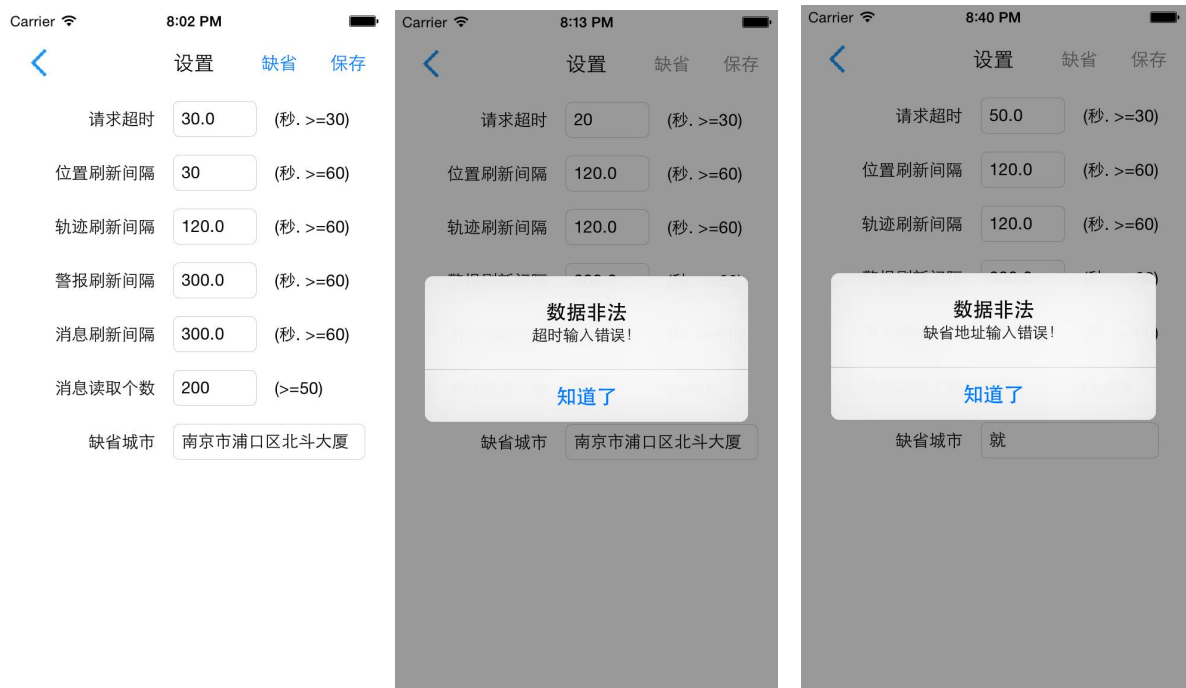 Carrier 8:02 PM
设置 缺省 保存
请求超时 30.0 (秒. >=30)
位置刷新间隔 30 (秒. >=60)
轨迹刷新间隔 120.0 (秒. >=60)
警报刷新间隔 300.0 (秒. >=60)
消息刷新间隔 300.0 (秒. >=60)
消息读取个数 200 (>=50)
缺省城市 南京市浦口区北斗大厦
Carrier 8:13 PM
设置 缺省 保存
请求超时 20 (秒. >=30)
位置刷新间隔 120.0 (秒. >=60)
轨迹刷新间隔 120.0 (秒. >=60)
数据非法
超时输入错误!
知道了
缺省城市 南京市浦口区北斗大厦
Carrier 8:40 PM
设置 缺省 保存
请求超时 50.0 (秒. >=30)
位置刷新间隔 120.0 (秒. >=60)
轨迹刷新间隔 120.0 (秒. >=60)
数据非法
缺省地址输入错误!
知道了
缺省城市 就